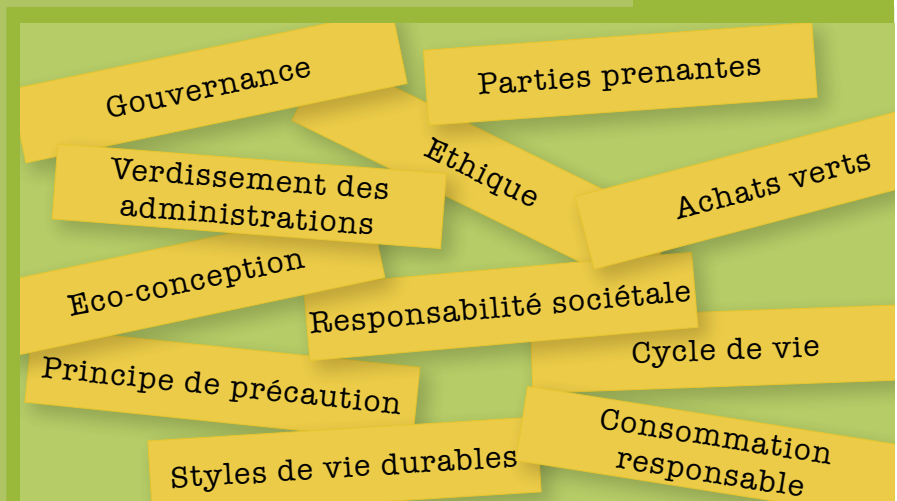 Gouvernance
Parties prenantes
Ethique
Verdissement des
administrations
Achats verts
Eco-conception
Responsabilité sociétale
Cycle de vie
Principe de précaution
Consommation
responsable
Styles de vie durables